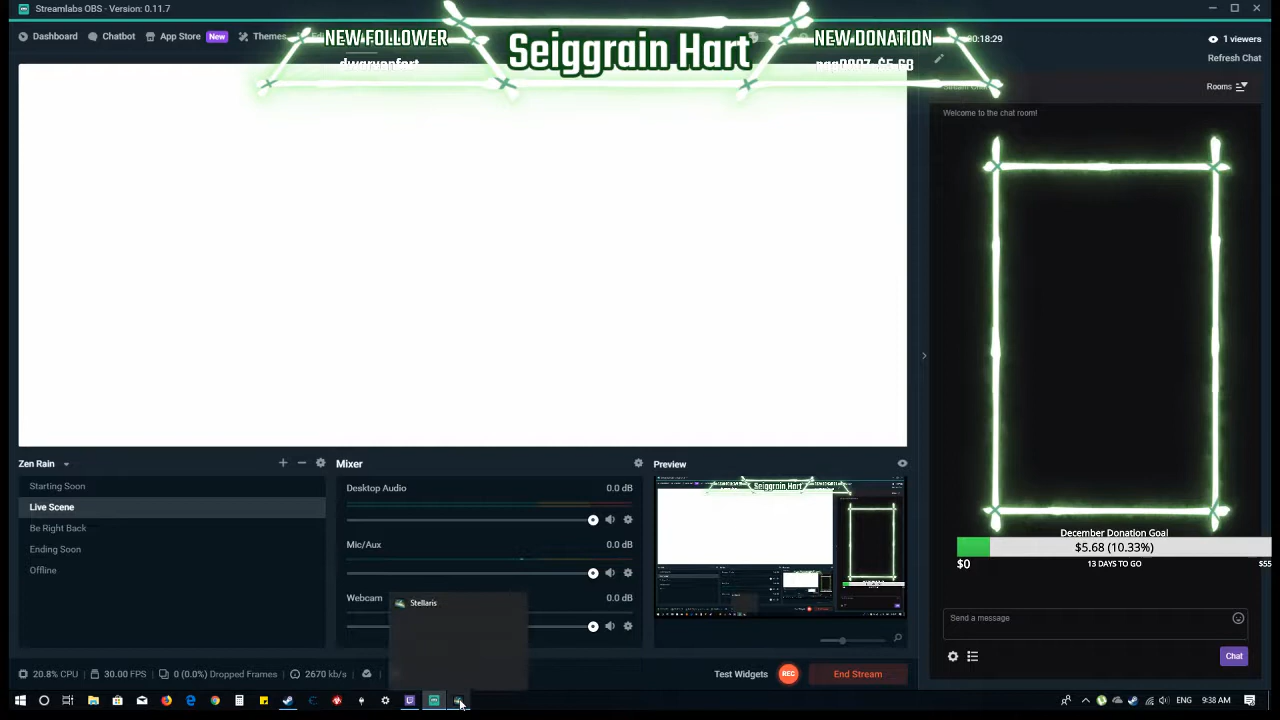 Streamlabs OBS - Version: 0.11.7
Dashboard Chatbot App Store New Themes
NEW FOLLOWER
Seiggrain Hart
NEW DONATION
00:18:29
1 viewers
Refresh Chat
Rooms
Welcome to the chat room!
Zen Rain
Starting Soon
Live Scene
Be Right Back
Ending Soon
Offline
Mixer
Desktop Audio 0.0 dB
Mic/Aux 0.0 dB
Webcam 0.0 dB
Stellaris
Preview
Seiggrain Hart
December Donation Goal
$5.68 (10.33%)
$0 13 DAYS TO GO $55
Send a message
Chat
20.8% CPU 30.00 FPS 0 (0.0%) Dropped Frames 2670 kb/s
Test Widgets REC End Stream
ENG 9:38 AM